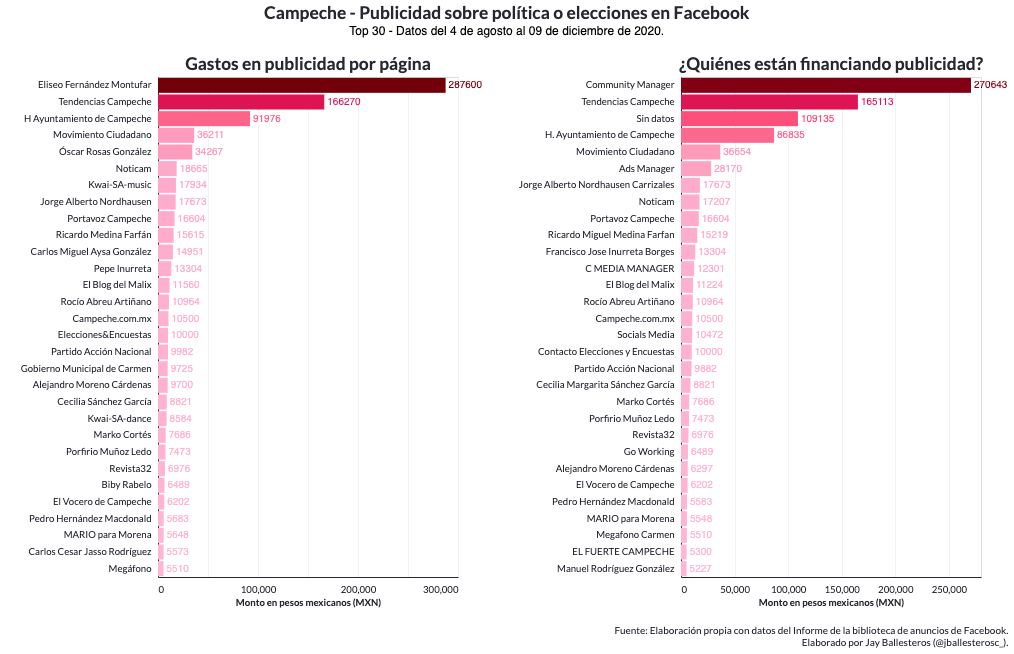 Campeche - Publicidad sobre política o elecciones en Facebook
Top 30 - Datos del 4 de agosto al 09 de diciembre de 2020.
Gastos en publicidad por página
Eliseo Fernández Montufar 287600
Tendencias Campeche 166270
H Ayuntamiento de Campeche 91976
Movimiento Ciudadano 36211
Óscar Rosas González 34267
Noticam 18665
Kwai-SA-music 17934
Jorge Alberto Nordhausen 17673
Portavoz Campeche 16604
Ricardo Medina Farfán 15615
Carlos Miguel Aysa González 14951
Pepe Inurreta 13304
El Blog del Malix 11560
Rocío Abreu Artiñano 10964
Campeche.com.mx 10500
Elecciones&Encuestas 10000
Partido Acción Nacional 9982
Gobierno Municipal de Carmen 9725
Alejandro Moreno Cárdenas 9700
Cecilia Sánchez García 8821
Kwai-SA-dance 8584
Marko Cortés 7686
Porfirio Muñoz Ledo 7473
Revista32 6976
Biby Rabelo 6489
El Vocero de Campeche 6202
Pedro Hernández Macdonald 5683
MARIO para Morena 5648
Carlos Cesar Jasso Rodríguez 5573
Megáfono 5510
0 100,000 200,000 300,000
Monto en pesos mexicanos (MXN)
¿Quiénes están financiando publicidad?
Community Manager 270643
Tendencias Campeche 165113
Sin datos 109135
H. Ayuntamiento de Campeche 86835
Movimiento Ciudadano 36654
Ads Manager 28170
Jorge Alberto Nordhausen Carrizales 17673
Noticam 17207
Portavoz Campeche 16604
Ricardo Miguel Medina Farfan 15219
Francisco Jose Inurreta Borges 13304
C MEDIA MANAGER 12301
El Blog del Malix 11224
Rocío Abreu Artiñano 10964
Campeche.com.mx 10500
Socials Media 10472
Contacto Elecciones y Encuestas 10000
Partido Acción Nacional 9882
Cecilia Margarita Sánchez García 8821
Marko Cortés 7686
Porfirio Muñoz Ledo 7473
Revista32 6976
Go Working 6489
Alejandro Moreno Cárdenas 6297
El Vocero de Campeche 6202
Pedro Hernández Macdonald 5583
MARIO para Morena 5548
Megafono Carmen 5510
EL FUERTE CAMPECHE 5300
Manuel Rodríguez González 5227
0 50,000 100,000 150,000 200,000 250,000
Monto en pesos mexicanos (MXN)
Fuente: Elaboración propia con datos del Informe de la biblioteca de anuncios de Facebook.
Elaborado por Jay Ballesteros (@jballesterosc_).